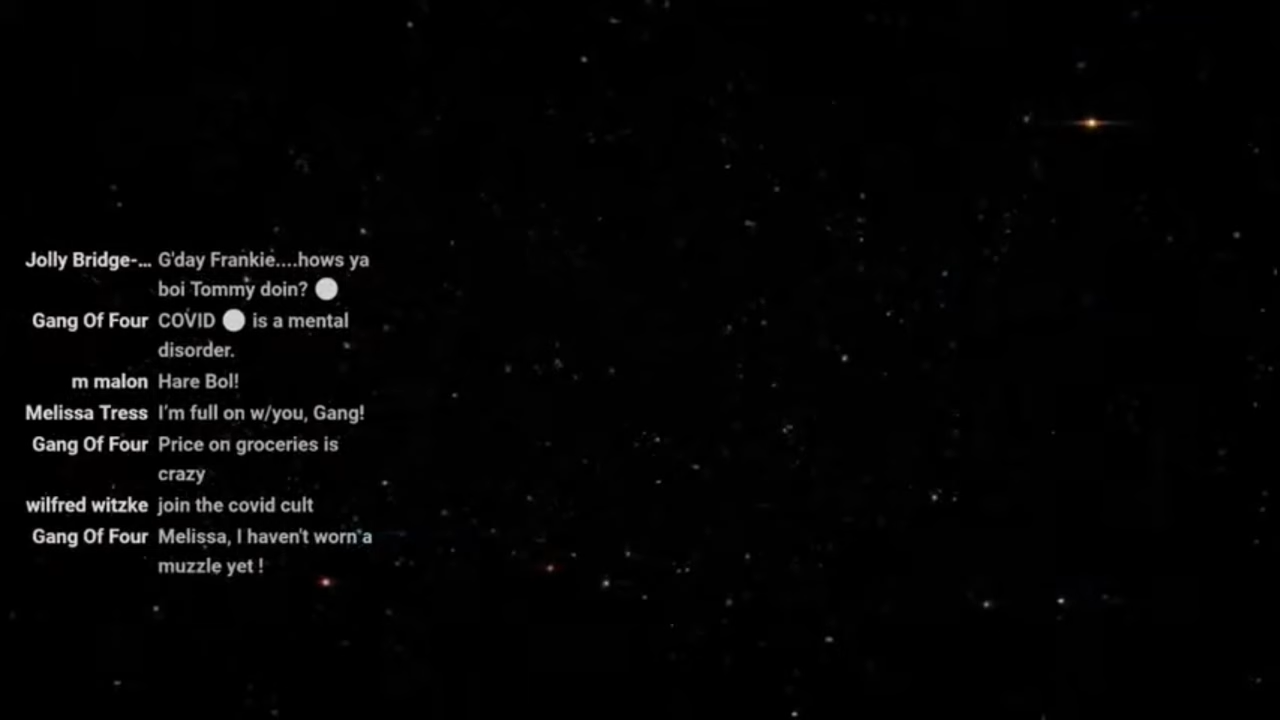 Jolly Bridge-... G'day Frankie....hows ya
boi Tommy doin?
Gang Of Four COVID is a mental
disorder.
m malon Hare Bol!
Melissa Tress I'm full on w/you, Gang!
Gang Of Four Price on groceries is
crazy
wilfred witzke join the covid cult
Gang Of Four Melissa, I haven't worn a
muzzle yet !